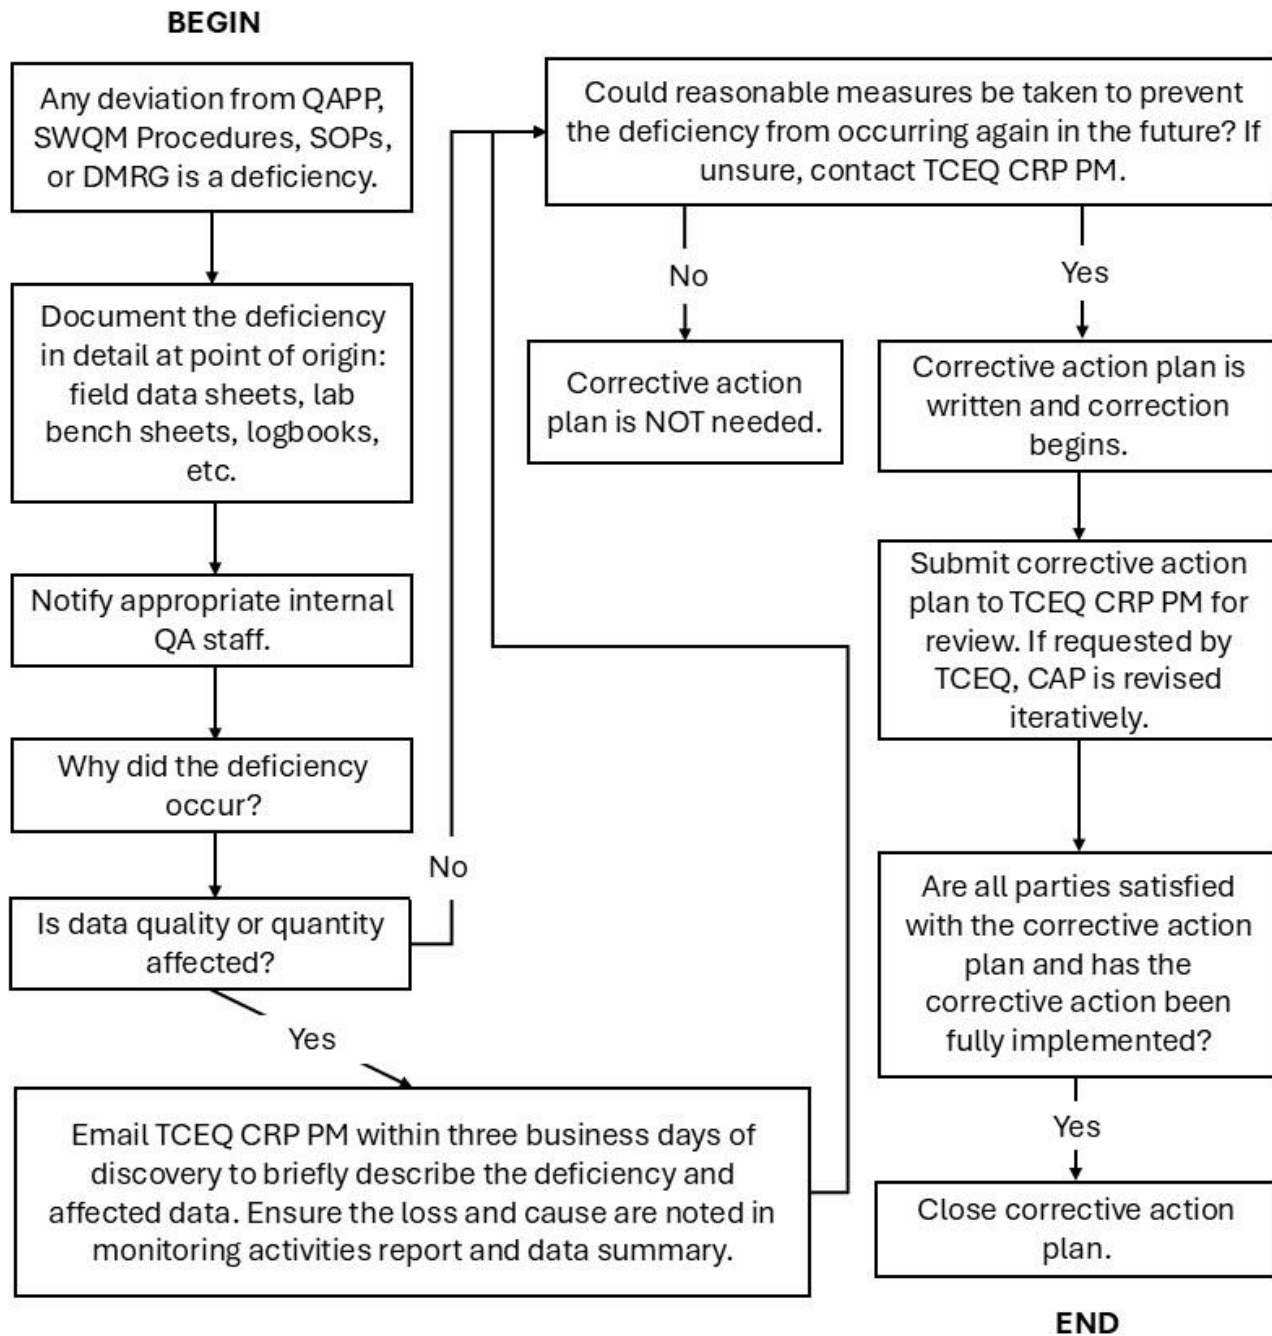 BEGIN
Any deviation from QAPP,
SWQM Procedures, SOPs,
or DMRG is a deficiency.
Document the deficiency
in detail at point of origin:
field data sheets, lab
bench sheets, logbooks,
etc.
Notify appropriate internal
QA staff.
Why did the deficiency
occur?
Is data quality or quantity
affected?
No
Yes
Email TCEQ CRP PM within three business days of
discovery to briefly describe the deficiency and
affected data. Ensure the loss and cause are noted in
monitoring activities report and data summary.
Could reasonable measures be taken to prevent
the deficiency from occurring again in the future? If
unsure, contact TCEQ CRP PM.
No
Yes
Corrective action
plan is NOT needed.
Corrective action plan is
written and correction
begins.
Submit corrective action
plan to TCEQ CRP PM for
review. If requested by
TCEQ, CAP is revised
iteratively.
Are all parties satisfied
with the corrective action
plan and has the
corrective action been
fully implemented?
Yes
Close corrective action
plan.
END